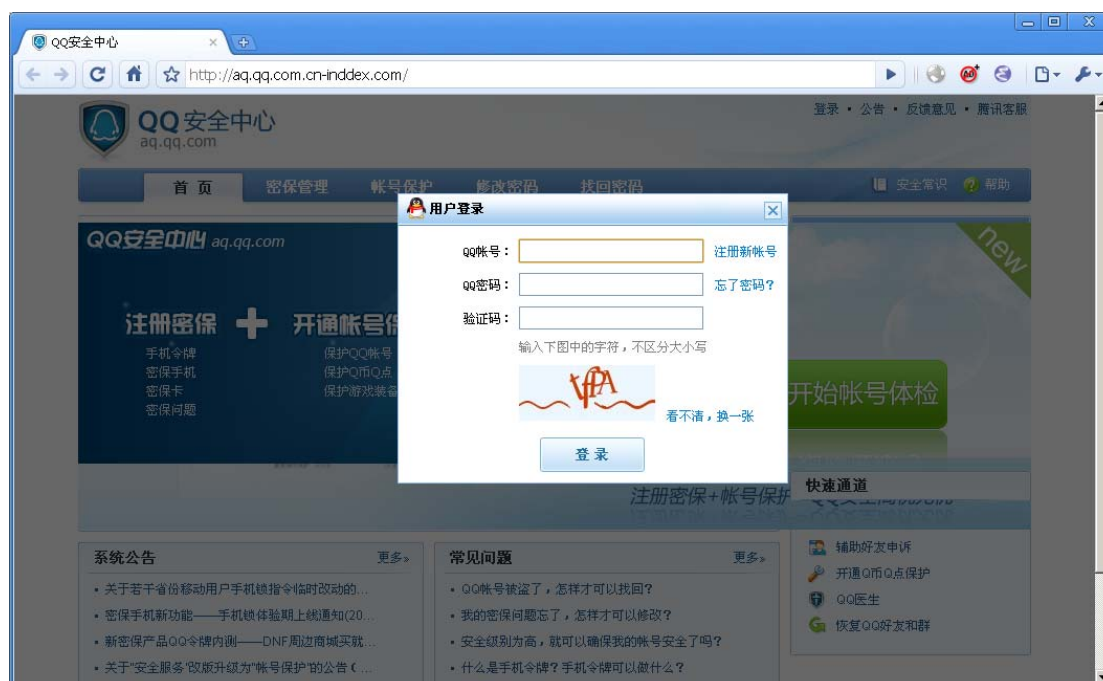 QQ安全中心
http://aq.qq.com.cn-inddex.com/
QQ安全中心
aq.qq.com
登录 • 公告 • 反馈意见 • 腾讯客服
首 页 密保管理 帐号保护 修改密码 找回密码 安全常识 帮助
用户登录
QQ帐号：
注册新帐号
QQ密码：
忘了密码?
验证码：
输入下图中的字符，不区分大小写
看不清，换一张
登 录
QQ安全中心 aq.qq.com
new
注册密保 + 开通帐号保
手机令牌
密保手机
密保卡
密保问题
保护QQ帐号
保护Q币Q点
保护游戏装备
开始帐号体检
注册密保+帐号保护
快速通道
辅助好友申诉
开通Q币Q点保护
QQ医生
恢复QQ好友和群
系统公告 更多»
• 关于若干省份移动用户手机锁指令临时改动的...
• 密保手机新功能——手机锁体验期上线通知(20...
• 新密保产品QQ令牌内测——DNF周边商城买就...
• 关于"安全服务"改版升级为"帐号保护"的公告 (...
常见问题 更多»
• QQ帐号被盗了，怎样才可以找回?
• 我的密保问题忘了，怎样才可以修改?
• 安全级别为高，就可以确保我的帐号安全了吗?
• 什么是手机令牌? 手机令牌可以做什么?